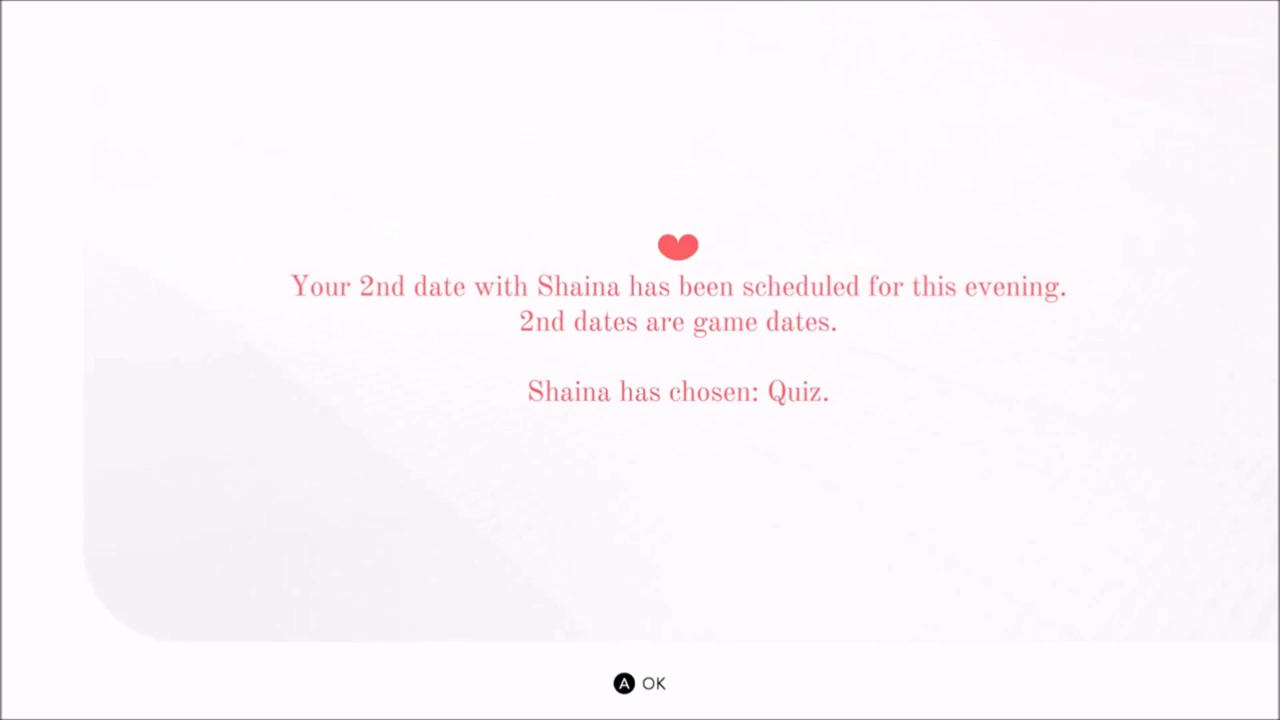 Your 2nd date with Shaina has been scheduled for this evening.
2nd dates are game dates.
Shaina has chosen: Quiz.
A OK